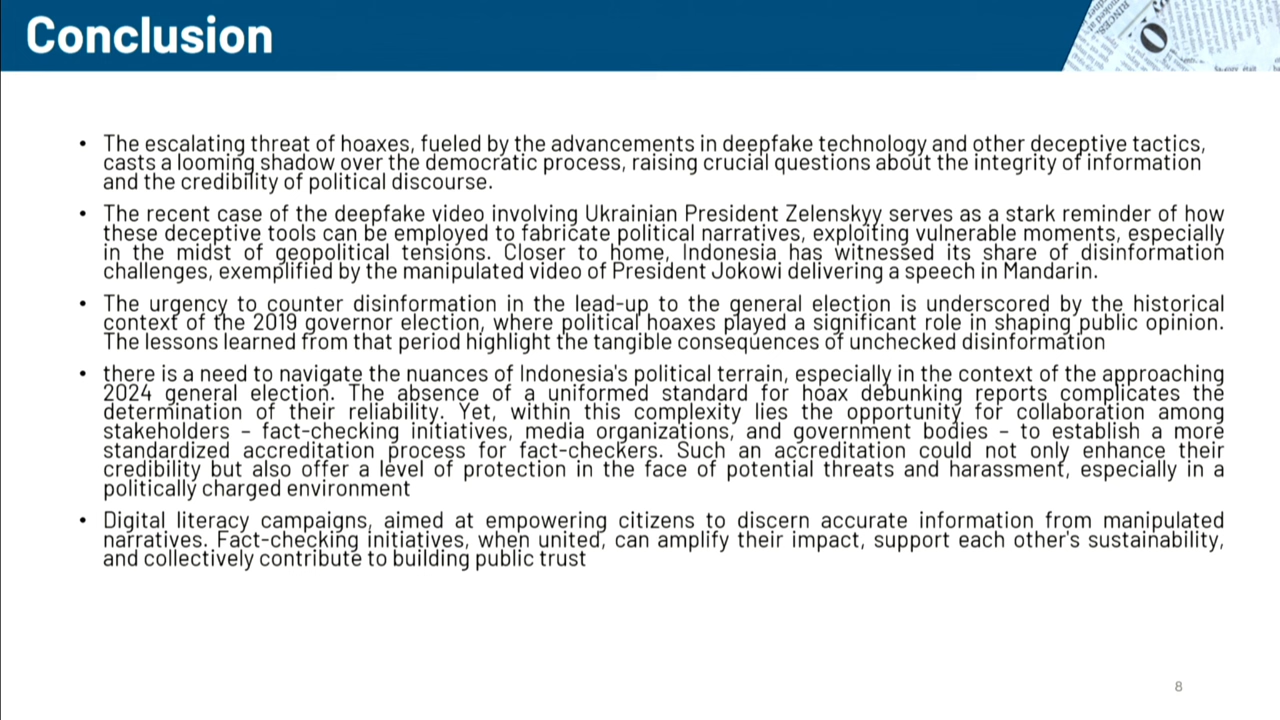 Conclusion
• The escalating threat of hoaxes, fueled by the advancements in deepfake technology and other deceptive tactics,
casts a looming shadow over the democratic process, raising crucial questions about the integrity of information
and the credibility of political discourse.
• The recent case of the deepfake video involving Ukrainian President Zelenskyy serves as a stark reminder of how
these deceptive tools can be employed to fabricate political narratives, exploiting vulnerable moments, especially
in the midst of geopolitical tensions. Closer to home, Indonesia has witnessed its share of disinformation
challenges, exemplified by the manipulated video of President Jokowi delivering a speech in Mandarin.
• The urgency to counter disinformation in the lead-up to the general election is underscored by the historical
context of the 2019 governor election, where political hoaxes played a significant role in shaping public opinion.
The lessons learned from that period highlight the tangible consequences of unchecked disinformation
• there is a need to navigate the nuances of Indonesia's political terrain, especially in the context of the approaching
2024 general election. The absence of a uniformed standard for hoax debunking reports complicates the
determination of their reliability. Yet, within this complexity lies the opportunity for collaboration among
stakeholders – fact-checking initiatives, media organizations, and government bodies – to establish a more
standardized accreditation process for fact-checkers. Such an accreditation could not only enhance their
credibility but also offer a level of protection in the face of potential threats and harassment, especially in a
politically charged environment
• Digital literacy campaigns, aimed at empowering citizens to discern accurate information from manipulated
narratives. Fact-checking initiatives, when united, can amplify their impact, support each other's sustainability,
and collectively contribute to building public trust
8